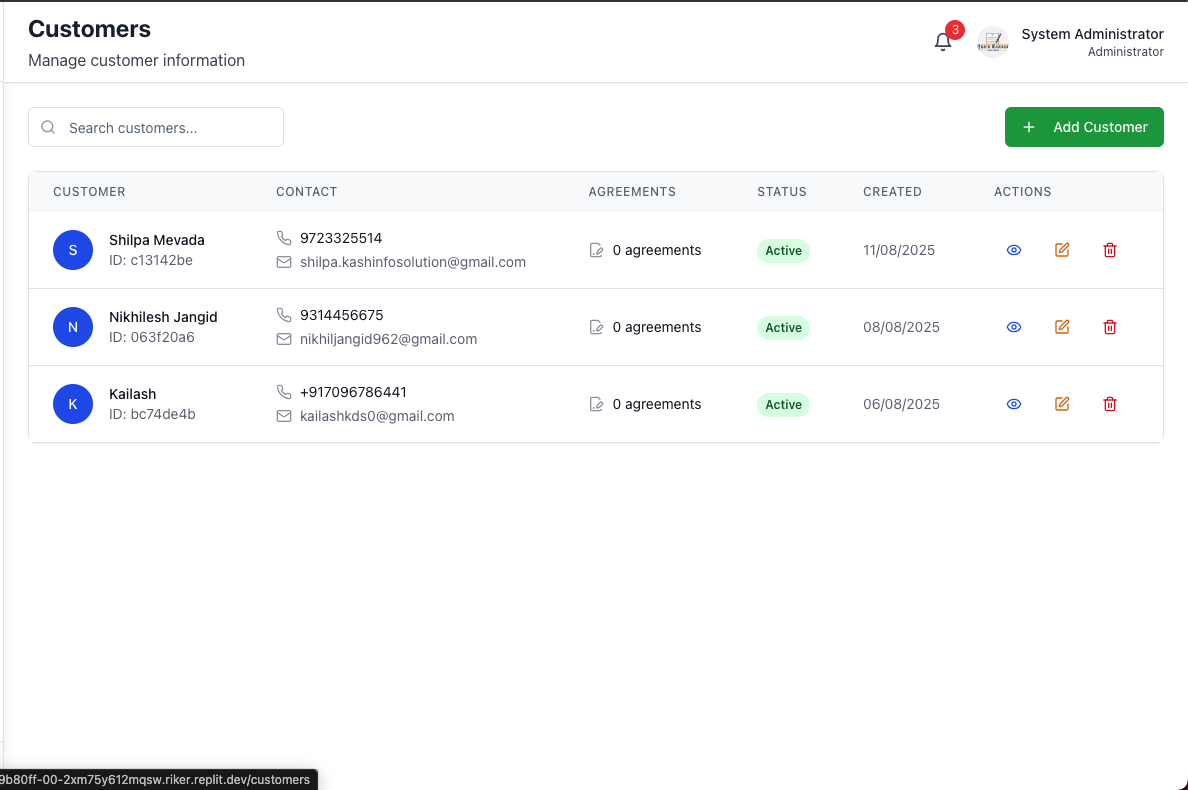 Customers
Manage customer information
3
System Administrator
Administrator
Search customers...
+ Add Customer
CUSTOMER CONTACT AGREEMENTS STATUS CREATED ACTIONS
S
Shilpa Mevada
ID: c13142be
9723325514
shilpa.kashinfosolution@gmail.com
0 agreements
Active
11/08/2025
N
Nikhilesh Jangid
ID: 063f20a6
9314456675
nikhiljangid962@gmail.com
0 agreements
Active
08/08/2025
K
Kailash
ID: bc74de4b
+917096786441
kailashkds0@gmail.com
0 agreements
Active
06/08/2025
9b80ff-00-2xm75y612mqsw.riker.replit.dev/customers